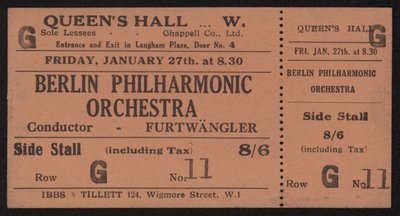 QUEEN'S HALL .. W.
G
Sole Lessees - - Chappell Co., Ltd.
Entrance and Exit in Langham Place, Door No. 4
FRIDAY, JANUARY 27th. at 8.30
BERLIN PHILHARMONIC
ORCHESTRA
Conductor - FURTWÄNGLER
Side Stall (including Tax) 8/6
Row G No. 11
IBBS & TILLETT 124, Wigmore Street, W.1
QUEEN'S HALL
G
FRI. JAN, 27th. at 8.30
BERLIN PHILHARMONIC
ORCHESTRA
Side Stall
8/6
(including Tax)
Row G No. 11